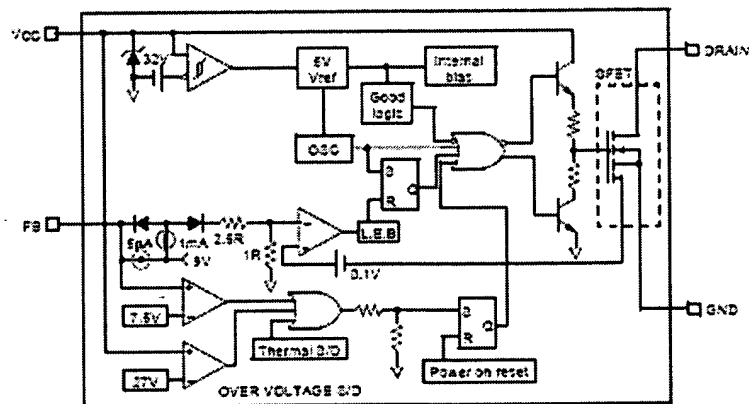 VCC
32V
5V
Vref
Internal
bias
DRAIN
SFET
Good
logic
OSC
S
R
Q
L.E.B
FB
5μA
1mA
2.5R
1R
9V
0.1V
7.5V
Thermal S/D
S
R
Q
Power on reset
27V
OVER VOLTAGE S/D
GND